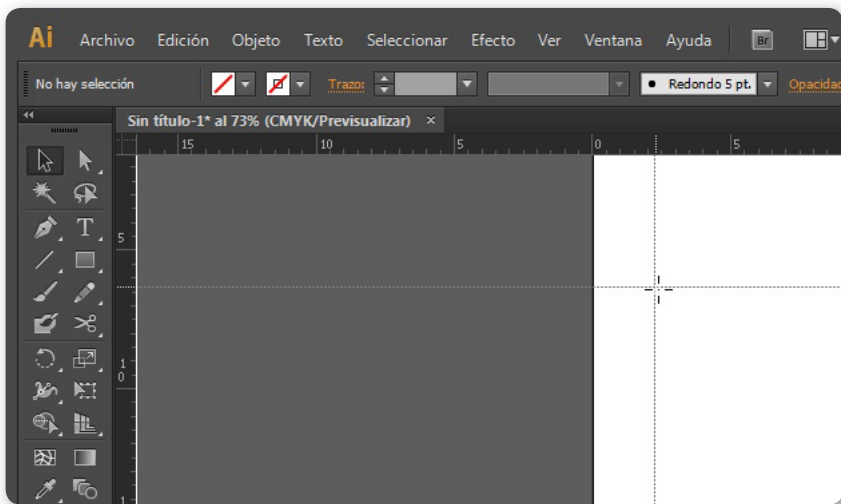 Ai Archivo Edición Objeto Texto Seleccionar Efecto Ver Ventana Ayuda Br
No hay selección Trazo: Redondo 5 pt. Opacidad
Sin título-1* al 73% (CMYK/Previsualizar) ×
15 10 5 0 5
T
5
1
0
1